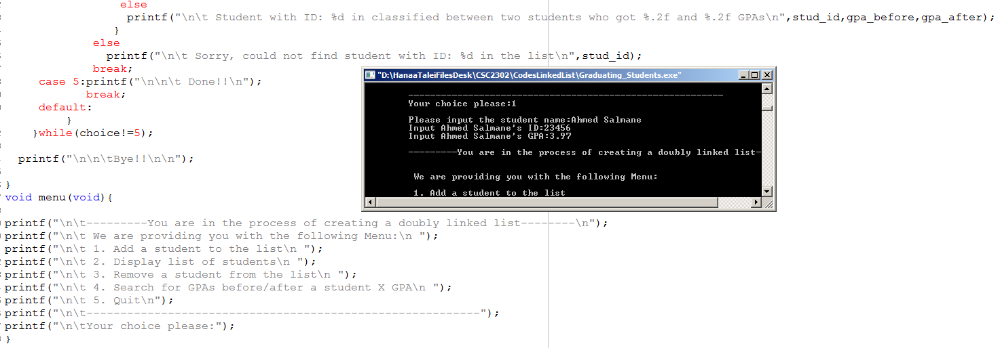 else
printf("\n\t Student with ID: %d in classified between two students who got %.2f and %.2f GPAs\n",stud_id,gpa_before,gpa_after);
}
else
printf("\n\t Sorry, could not find student with ID: %d in the list\n",stud_id);
break;
case 5:printf("\n\n\t Done!!\n");
break;
default:
}
}while(choice!=5);
printf("\n\n\tBye!!\n\n");
}
void menu(void){
printf("\n\t---------You are in the process of creating a doubly linked list--------\n");
printf("\n\t We are providing you with the following Menu:\n ");
printf("\n\t 1. Add a student to the list\n ");
printf("\n\t 2. Display list of students\n ");
printf("\n\t 3. Remove a student from the list\n ");
printf("\n\t 4. Search for GPAs before/after a student X GPA\n ");
printf("\n\t 5. Quit\n");
printf("\n\t----------------------------------------------------------");
printf("\n\tYour choice please:");
}
"D:\HanaaTaleiFilesDesk\CSC2302\CodesLinkedList\Graduating_Students.exe"
----------------------------------------------------------
Your choice please:1
Please input the student name:Ahmed Salmane
Input Ahmed Salmane's ID:23456
Input Ahmed Salmane's GPA:3.97
---------You are in the process of creating a doubly linked list-
We are providing you with the following Menu:
1. Add a student to the list